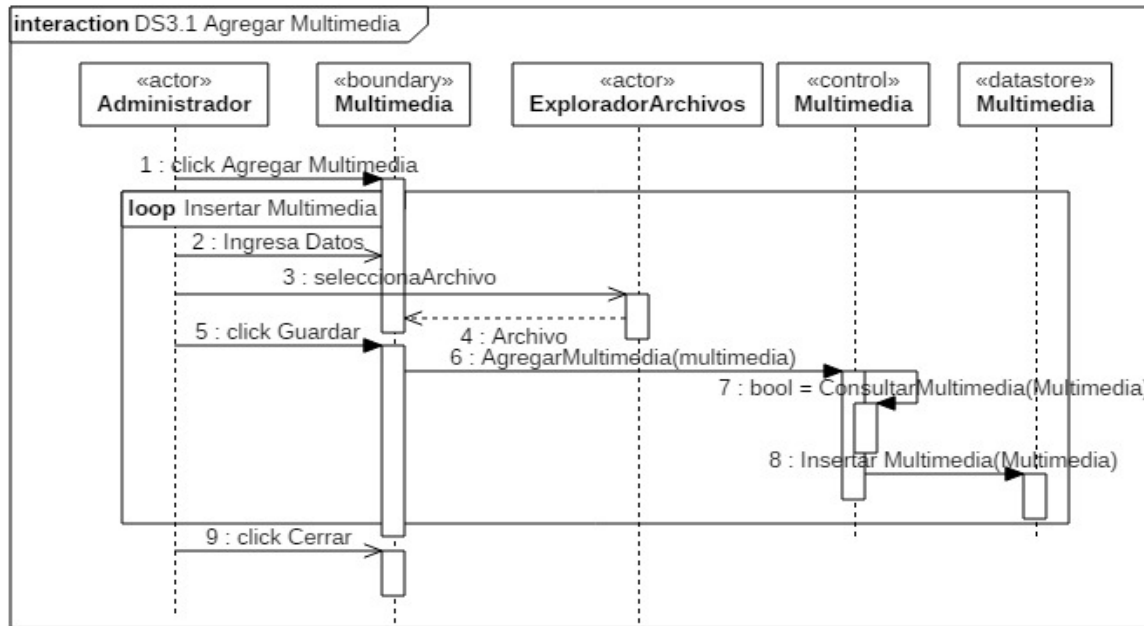 interaction DS3.1 Agregar Multimedia
«actor»
Administrador
«boundary»
Multimedia
«actor»
ExploradorArchivos
«control»
Multimedia
«datastore»
Multimedia
1 : click Agregar Multimedia
loop Insertar Multimedia
2 : Ingresa Datos
3 : seleccionaArchivo
4 : Archivo
5 : click Guardar
6 : AgregarMultimedia(multimedia)
7 : bool = ConsultarMultimedia(Multimedia)
8 : Insertar Multimedia(Multimedia)
9 : click Cerrar